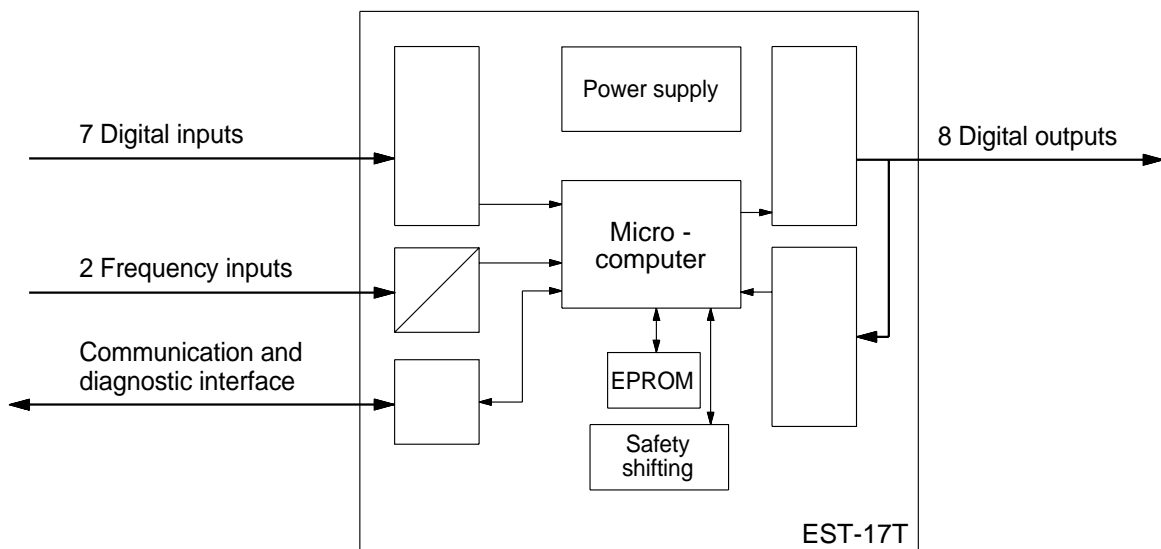 Power supply
7 Digital inputs
8 Digital outputs
Micro -
computer
2 Frequency inputs
Communication and
diagnostic interface
EPROM
Safety
shifting
EST-17T